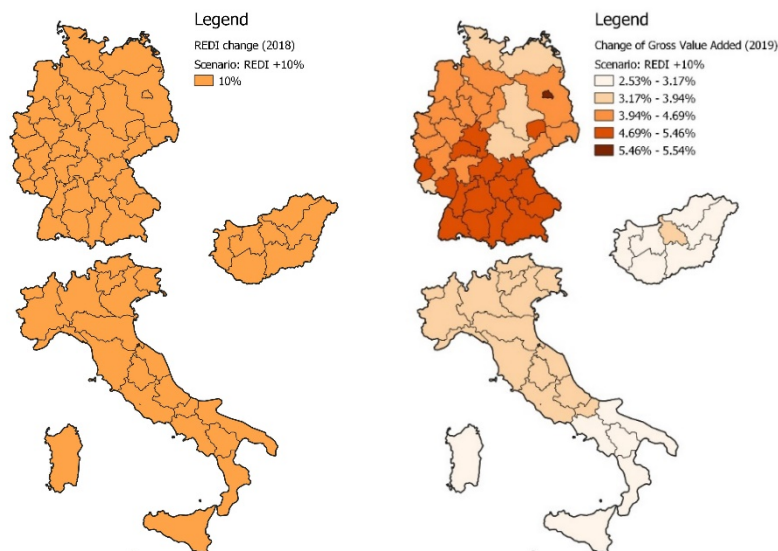 Legend
REDI change (2018)
Scenario: REDI +10%
10%
Legend
Change of Gross Value Added (2019)
Scenario: REDI +10%
2.53% - 3.17%
3.17% - 3.94%
3.94% - 4.69%
4.69% - 5.46%
5.46% - 5.54%